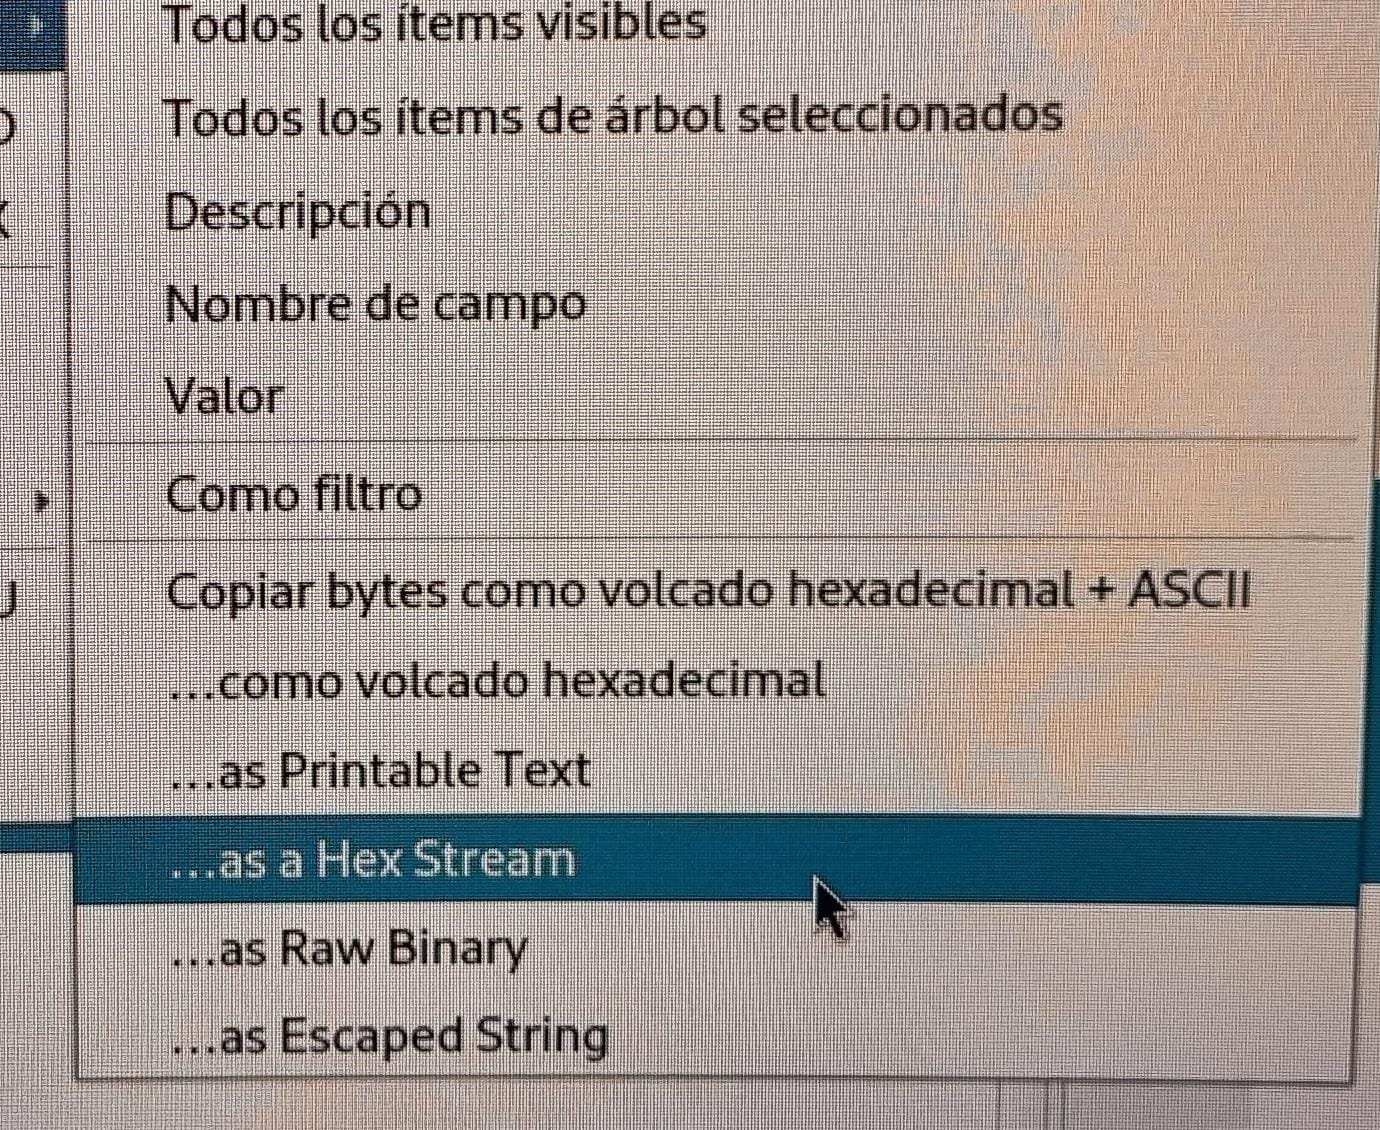 Todos los ítems visibles
Todos los ítems de árbol seleccionados
Descripción
Nombre de campo
Valor
Como filtro
Copiar bytes como volcado hexadecimal + ASCII
...como volcado hexadecimal
...as Printable Text
...as a Hex Stream
...as Raw Binary
...as Escaped String